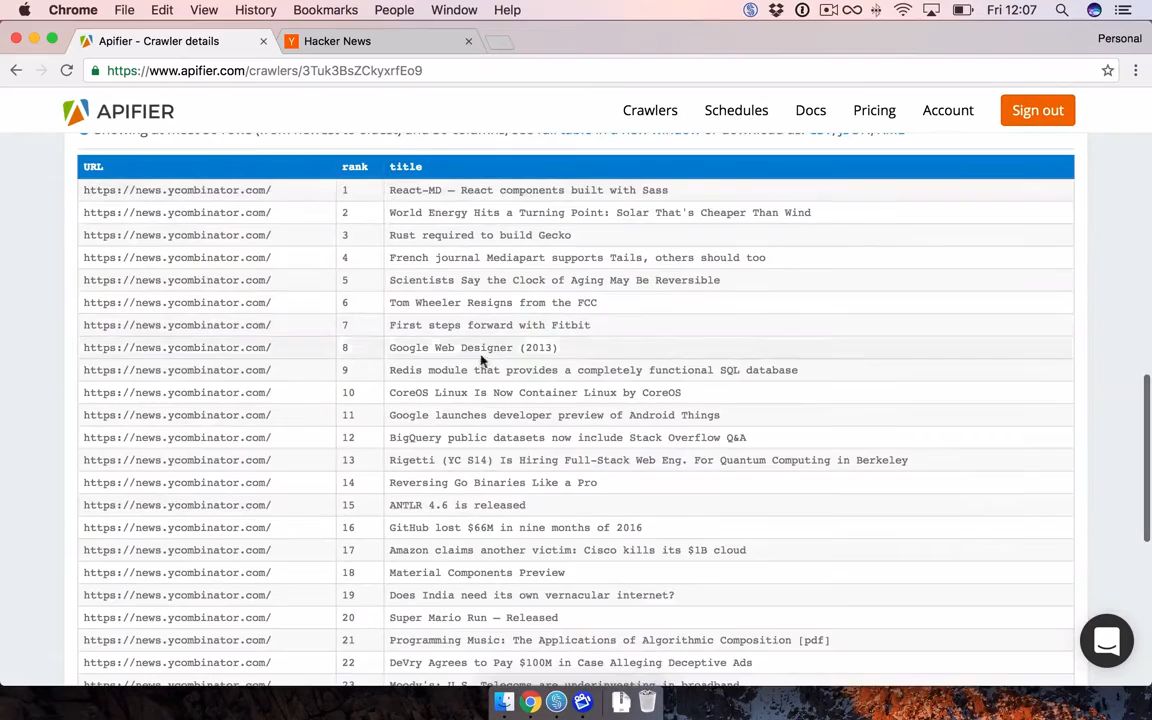 Chrome File Edit View History Bookmarks People Window Help Fri 12:07
Apifier - Crawler details Hacker News Personal
https://www.apifier.com/crawlers/3Tuk3BsZCkyxrfEo9
APIFIER Crawlers Schedules Docs Pricing Account Sign out
URL rank title
https://news.ycombinator.com/ 1 React-MD – React components built with Sass
https://news.ycombinator.com/ 2 World Energy Hits a Turning Point: Solar That's Cheaper Than Wind
https://news.ycombinator.com/ 3 Rust required to build Gecko
https://news.ycombinator.com/ 4 French journal Mediapart supports Tails, others should too
https://news.ycombinator.com/ 5 Scientists Say the Clock of Aging May Be Reversible
https://news.ycombinator.com/ 6 Tom Wheeler Resigns from the FCC
https://news.ycombinator.com/ 7 First steps forward with Fitbit
https://news.ycombinator.com/ 8 Google Web Designer (2013)
https://news.ycombinator.com/ 9 Redis module that provides a completely functional SQL database
https://news.ycombinator.com/ 10 CoreOS Linux Is Now Container Linux by CoreOS
https://news.ycombinator.com/ 11 Google launches developer preview of Android Things
https://news.ycombinator.com/ 12 BigQuery public datasets now include Stack Overflow Q&A
https://news.ycombinator.com/ 13 Rigetti (YC S14) Is Hiring Full-Stack Web Eng. For Quantum Computing in Berkeley
https://news.ycombinator.com/ 14 Reversing Go Binaries Like a Pro
https://news.ycombinator.com/ 15 ANTLR 4.6 is released
https://news.ycombinator.com/ 16 GitHub lost $66M in nine months of 2016
https://news.ycombinator.com/ 17 Amazon claims another victim: Cisco kills its $1B cloud
https://news.ycombinator.com/ 18 Material Components Preview
https://news.ycombinator.com/ 19 Does India need its own vernacular internet?
https://news.ycombinator.com/ 20 Super Mario Run – Released
https://news.ycombinator.com/ 21 Programming Music: The Applications of Algorithmic Composition [pdf]
https://news.ycombinator.com/ 22 DeVry Agrees to Pay $100M in Case Alleging Deceptive Ads
https://news.ycombinator.com/ 23 Moody's: U.S. Telecoms are underinvesting in broadband